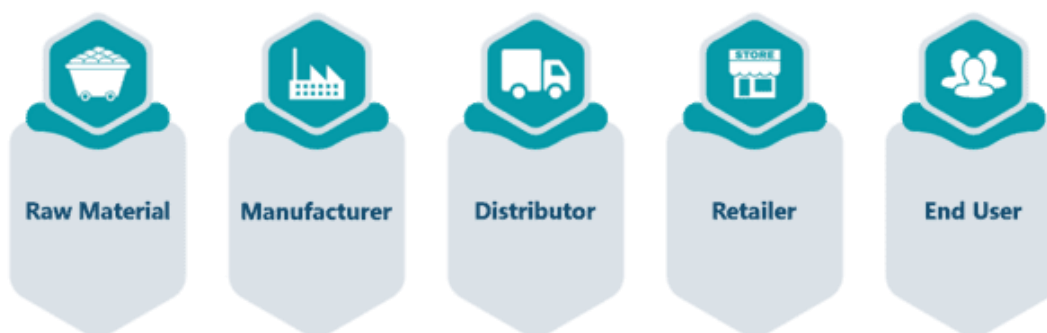 STORE
Raw Material
Manufacturer
Distributor
Retailer
End User